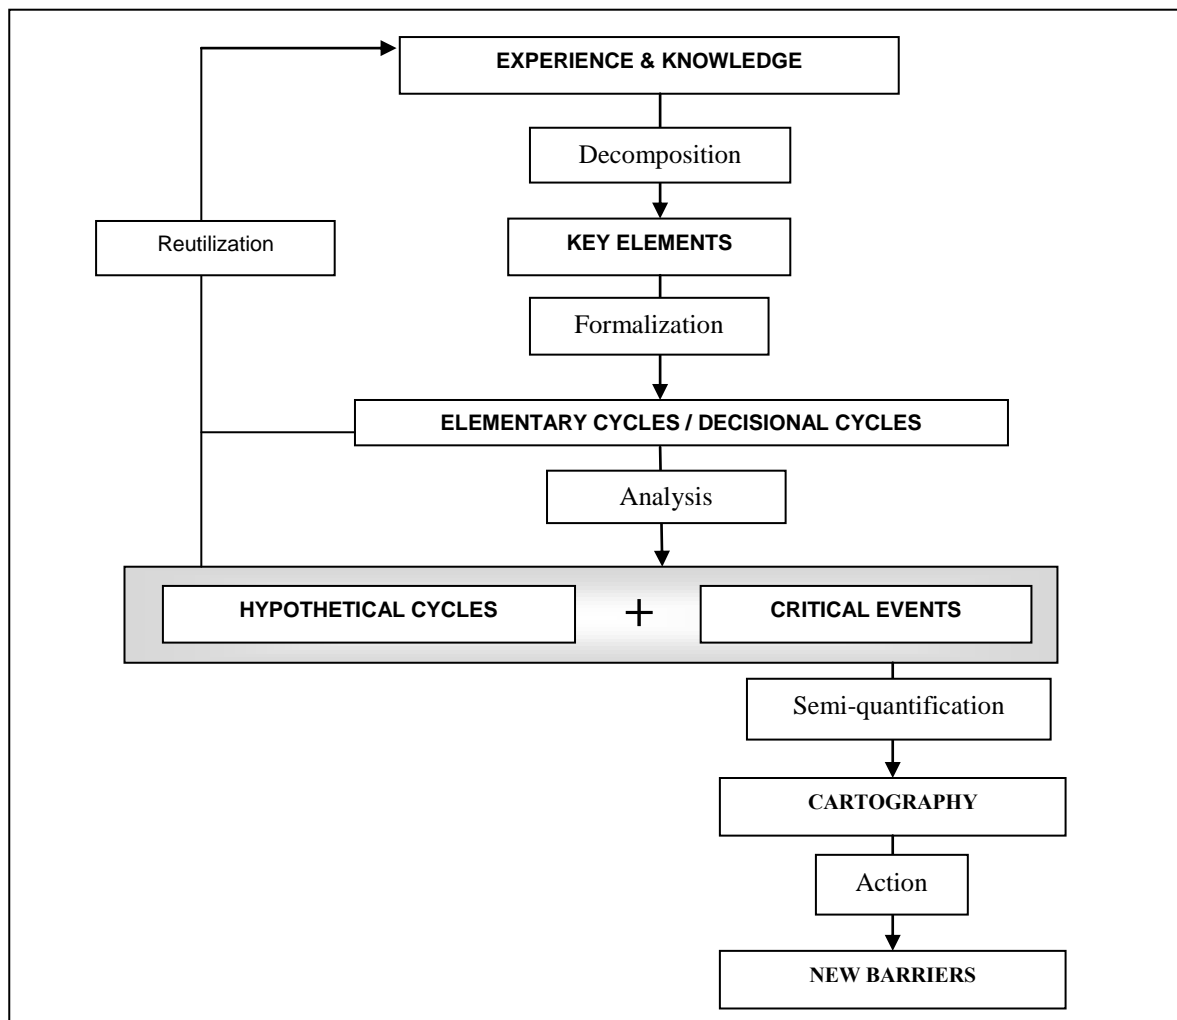 EXPERIENCE & KNOWLEDGE
Decomposition
KEY ELEMENTS
Reutilization
Formalization
ELEMENTARY CYCLES / DECISIONAL CYCLES
Analysis
HYPOTHETICAL CYCLES + CRITICAL EVENTS
Semi-quantification
CARTOGRAPHY
Action
NEW BARRIERS